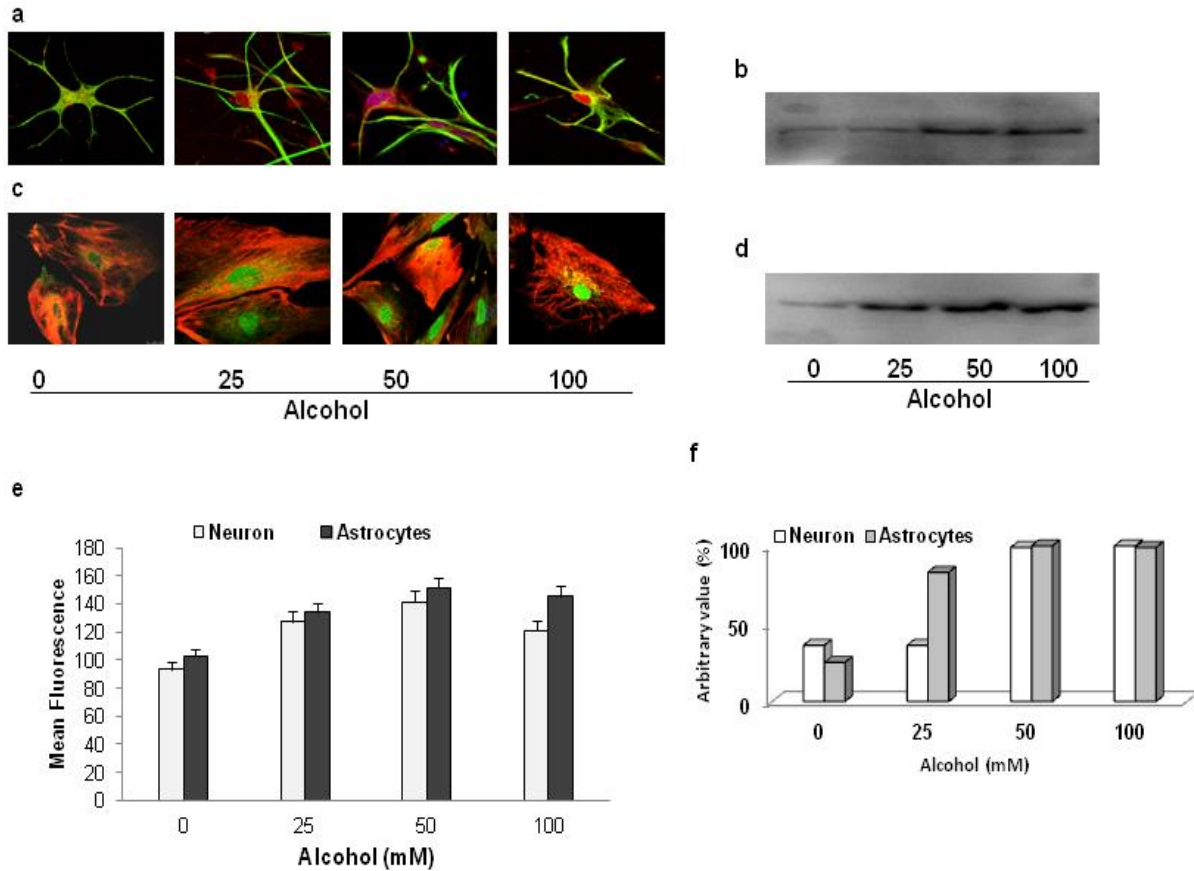 a
b
c
d
0 25 50 100
Alcohol
0 25 50 100
Alcohol
e
Neuron Astrocytes
Mean Fluorescence
180
160
140
120
100
80
60
40
20
0
0 25 50 100
Alcohol (mM)
f
Neuron Astrocytes
Arbitrary value (%)
100
50
0
0 25 50 100
Alcohol (mM)